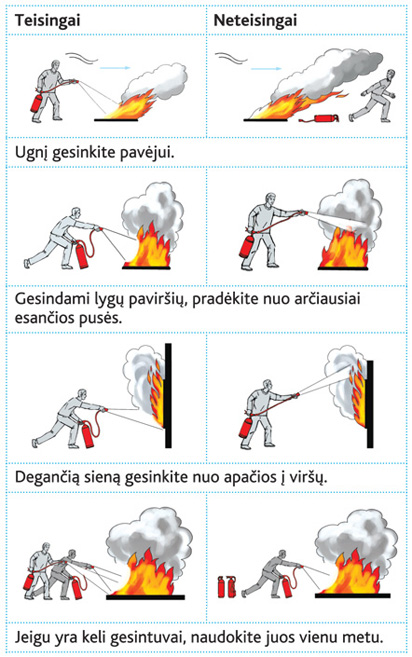 Teisingai
Neteisingai
Ugnį gesinkite pavėjui.
Gesindami lygų paviršių, pradėkite nuo arčiausiai
esančios pusės.
Degančią sieną gesinkite nuo apačios į viršų.
Jeigu yra keli gesintuvai, naudokite juos vienu metu.